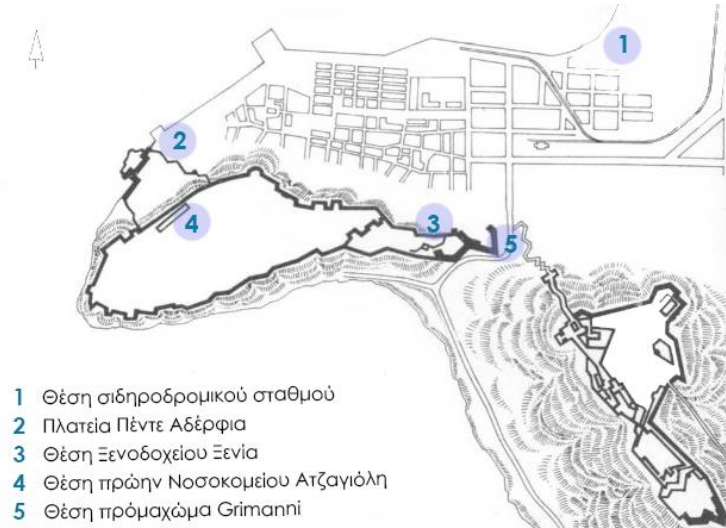 1
2
3
4
5
1 Θέση σιδηροδρομικού σταθμού
2 Πλατεία Πέντε Αδέρφια
3 Θέση Ξενοδοχείου Ξενία
4 Θέση πρώην Νοσοκομείου Ατζαγιόλη
5 Θέση πρόμαχώμα Grimanni